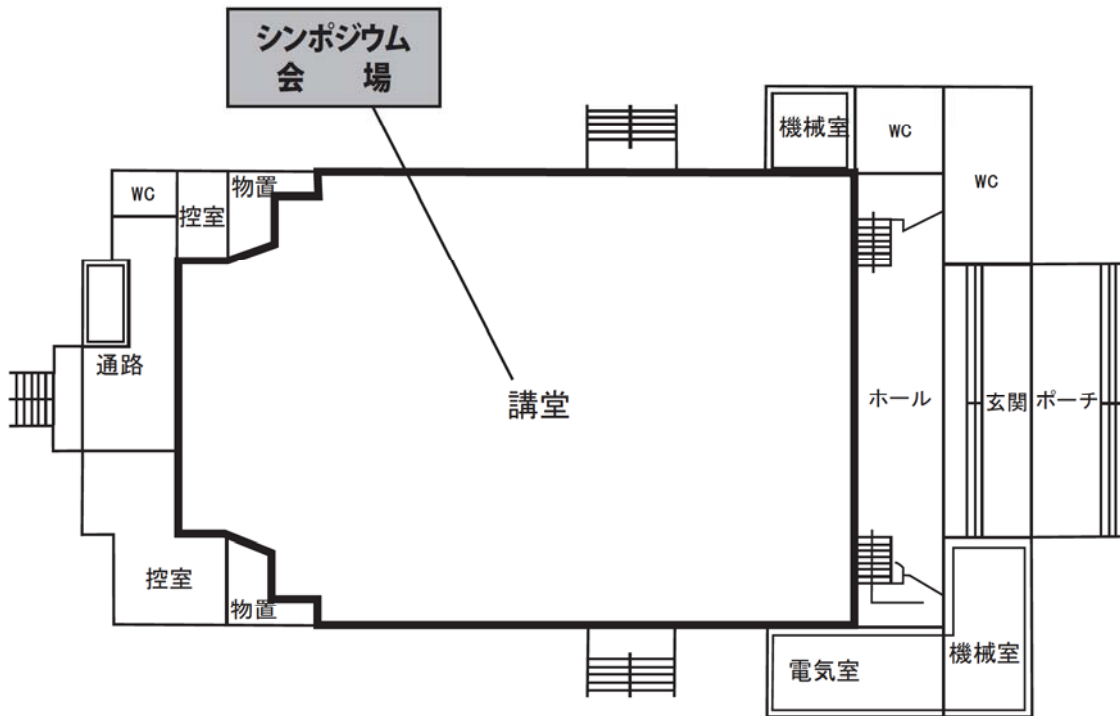 シンポジウム
会　場
機械室
WC
WC
WC
控室
物置
通路
講堂
ホール
玄関
ポーチ
控室
物置
電気室
機械室